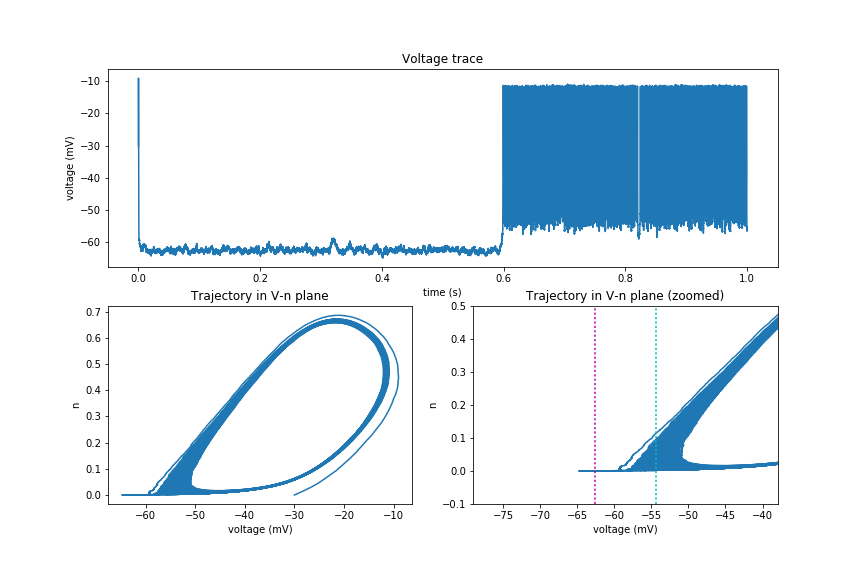 Voltage trace
−10
−20
−30
−40
−50
−60
voltage (mV)
0.0 0.2 0.4 0.6 0.8 1.0
time (s)
Trajectory in V-n plane
0.7
0.6
0.5
0.4
0.3
0.2
0.1
0.0
n
−60 −50 −40 −30 −20 −10
voltage (mV)
Trajectory in V-n plane (zoomed)
0.5
0.4
0.3
0.2
0.1
0.0
−0.1
n
−75 −70 −65 −60 −55 −50 −45 −40
voltage (mV)